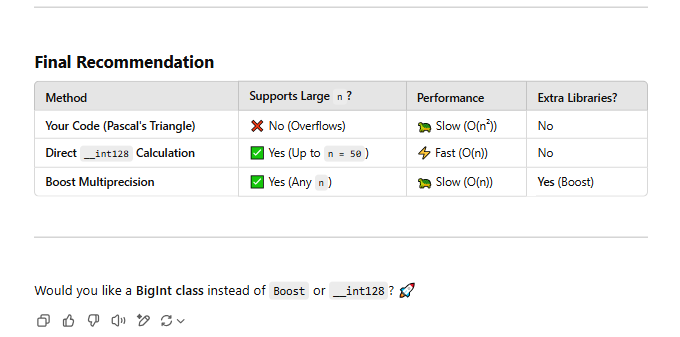 Final Recommendation
Method Supports Large n ? Performance Extra Libraries?
Your Code (Pascal's Triangle) ❌ No (Overflows) 🐢 Slow (O(n²)) No
Direct __int128 Calculation ✅ Yes (Up to n = 50 ) ⚡ Fast (O(n)) No
Boost Multiprecision ✅ Yes (Any n ) 🐢 Slow (O(n)) Yes (Boost)
Would you like a BigInt class instead of Boost or __int128 ? 🚀